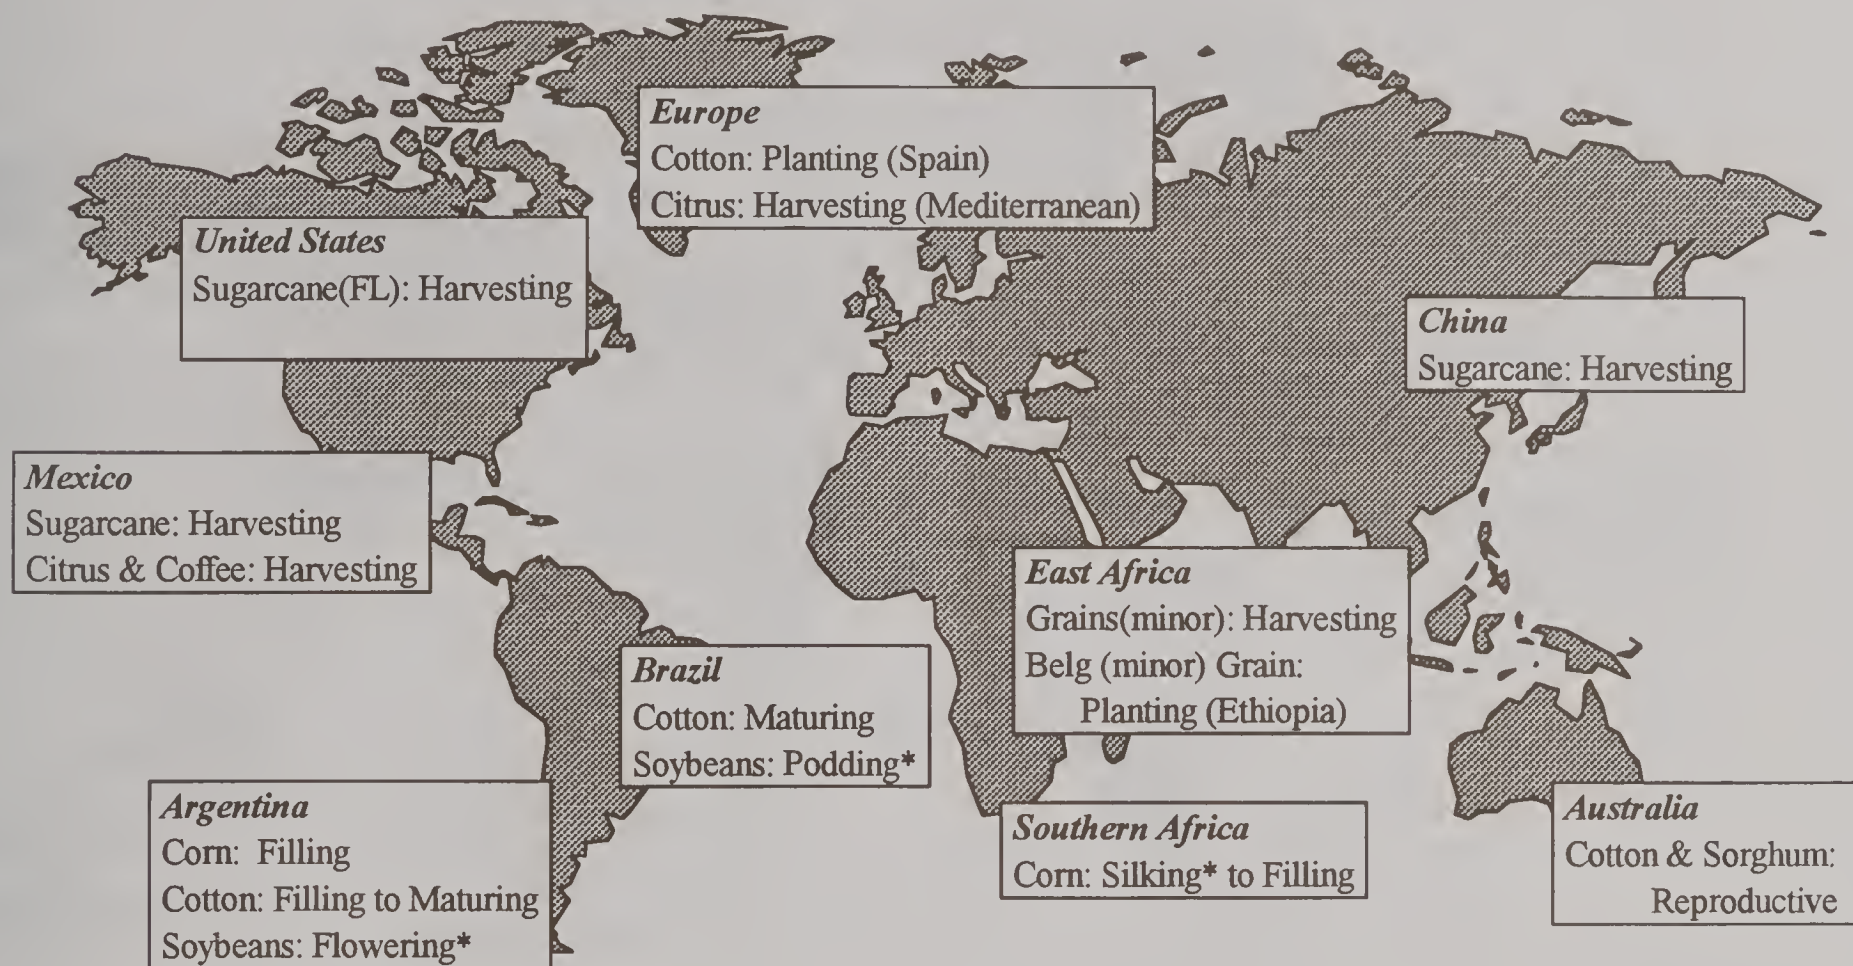 Europe
Cotton: Planting (Spain)
Citrus: Harvesting (Mediterranean)
United States
Sugarcane(FL): Harvesting
China
Sugarcane: Harvesting
Mexico
Sugarcane: Harvesting
Citrus & Coffee: Harvesting
East Africa
Grains(minor): Harvesting
Belg (minor) Grain:
Planting (Ethiopia)
Brazil
Cotton: Maturing
Soybeans: Podding*
Argentina
Corn: Filling
Cotton: Filling to Maturing
Soybeans: Flowering*
Southern Africa
Corn: Silking* to Filling
Australia
Cotton & Sorghum:
Reproductive